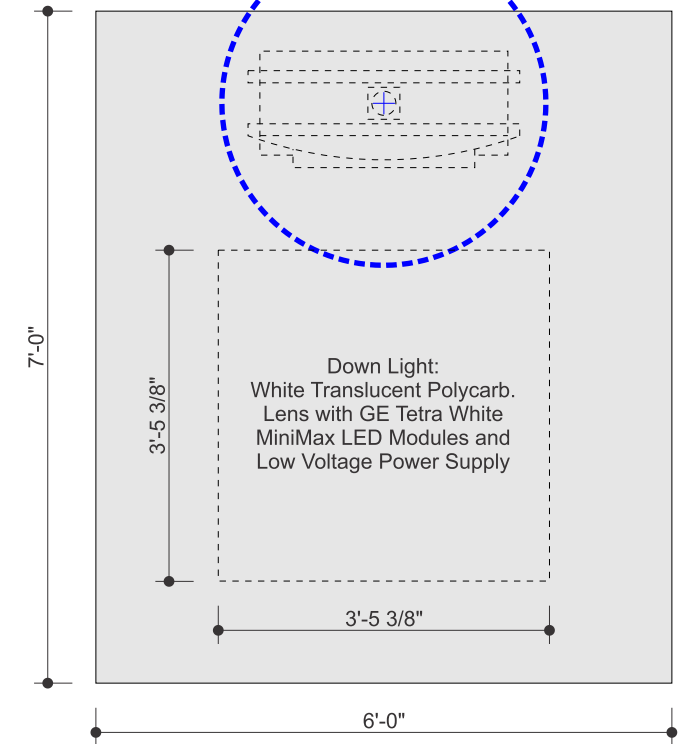 7'-0"
3'-5 3/8"
Down Light:
White Translucent Polycarb.
Lens with GE Tetra White
MiniMax LED Modules and
Low Voltage Power Supply
3'-5 3/8"
6'-0"